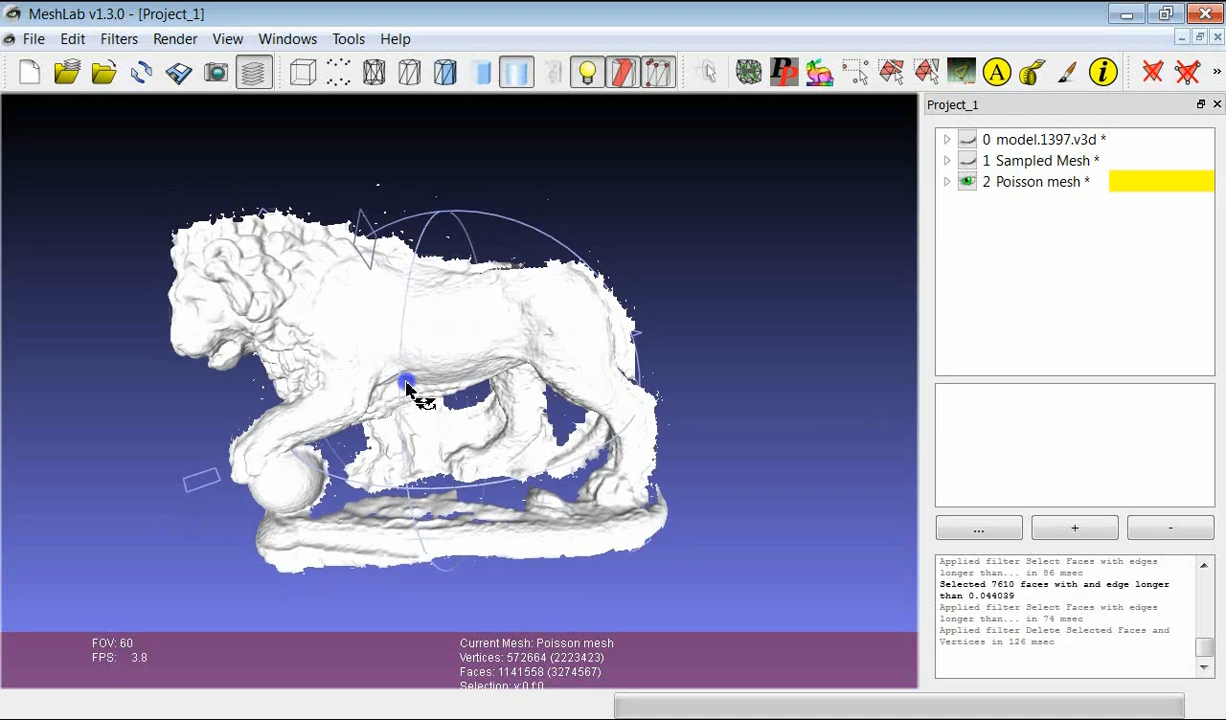 MeshLab v1.3.0 - [Project_1]
File Edit Filters Render View Windows Tools Help
A
i
»
Project_1
0 model.1397.v3d *
1 Sampled Mesh *
2 Poisson mesh *
... + -
Applied filter Select Faces with edges
longer than... in 86 msec
Selected 7610 faces with and edge longer
than 0.044039
Applied filter Select Faces with edges
longer than... in 74 msec
Applied filter Delete Selected Faces and
Vertices in 126 msec
FOV: 60
FPS: 3.8
Current Mesh: Poisson mesh
Vertices: 572664 (2223423)
Faces: 1141558 (3274567)
Selection: v:0 f:0